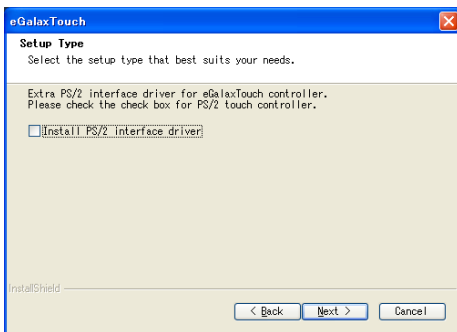 eGalaxTouch
Setup Type
Select the setup type that best suits your needs.
Extra PS/2 interface driver for eGalaxTouch controller.
Please check the check box for PS/2 touch controller.
Install PS/2 interface driver
InstallShield
< Back
Next >
Cancel